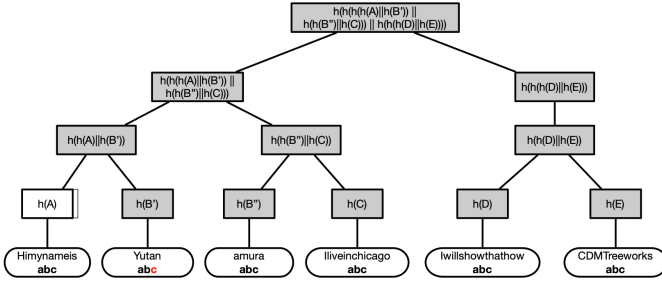 h(h(h(h(A)||h(B')) ||
h(h(B")||h(C))) || h(h(h(D)||h(E))))
h(h(h(A)||h(B')) ||
h(h(B")||h(C)))
h(h(h(D)||h(E)))
h(h(A)||h(B'))
h(h(B")||h(C))
h(h(D)||h(E))
h(A)
h(B')
h(B")
h(C)
h(D)
h(E)
Himynameis
abc
Yutan
abc
amura
abc
Iliveinchicago
abc
Iwillshowthathow
abc
CDMTreeworks
abc